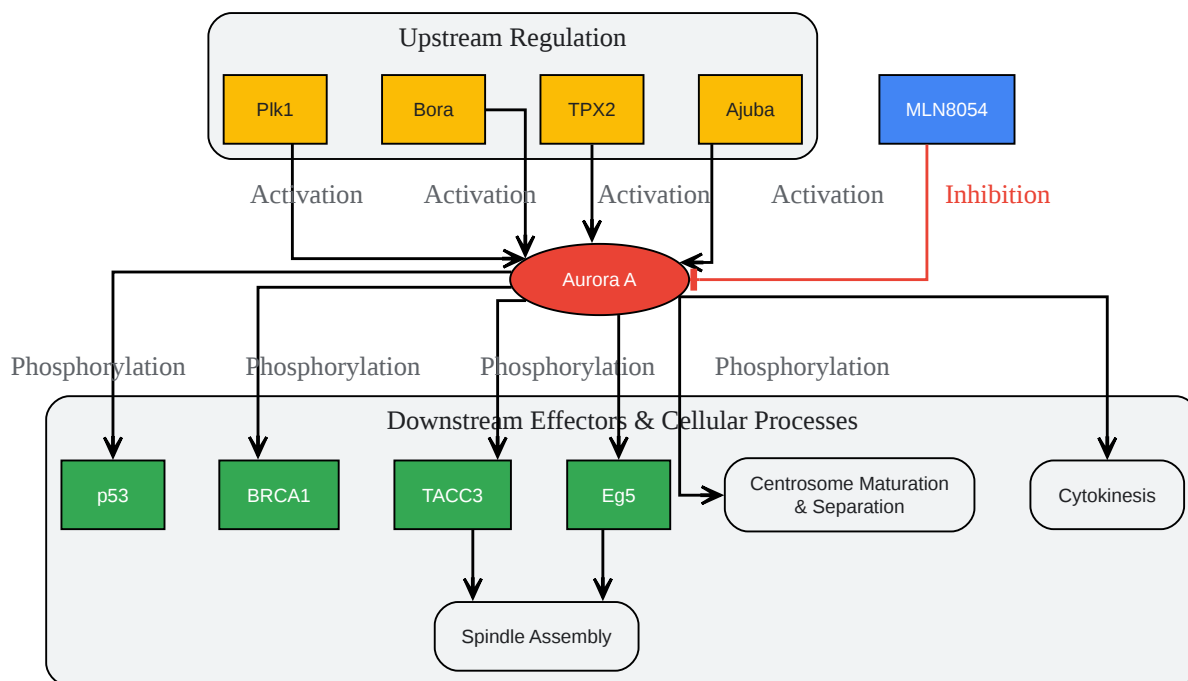 Upstream Regulation
Plk1
Bora
TPX2
Ajuba
MLN8054
Activation
Activation
Activation
Activation
Inhibition
Aurora A
Phosphorylation
Phosphorylation
Phosphorylation
Phosphorylation
Downstream Effectors & Cellular Processes
p53
BRCA1
TACC3
Eg5
Centrosome Maturation
& Separation
Cytokinesis
Spindle Assembly